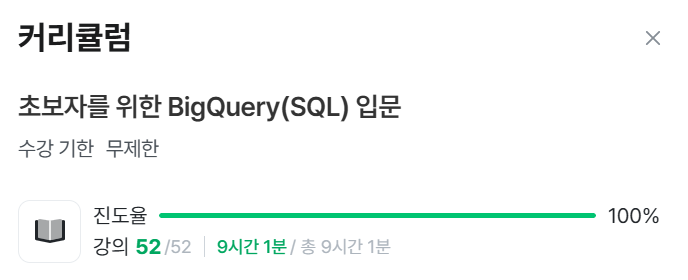 커리큘럼
초보자를 위한 BigQuery(SQL) 입문
수강 기한 무제한
진도율 100%
강의 52/52 | 9시간 1분 / 총 9시간 1분